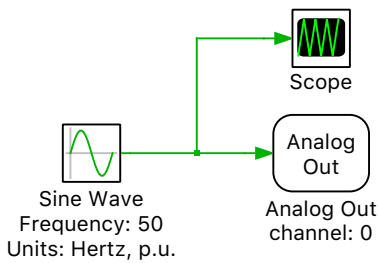 Scope
Analog
Out
Sine Wave
Frequency: 50
Units: Hertz, p.u.
Analog Out
channel: 0